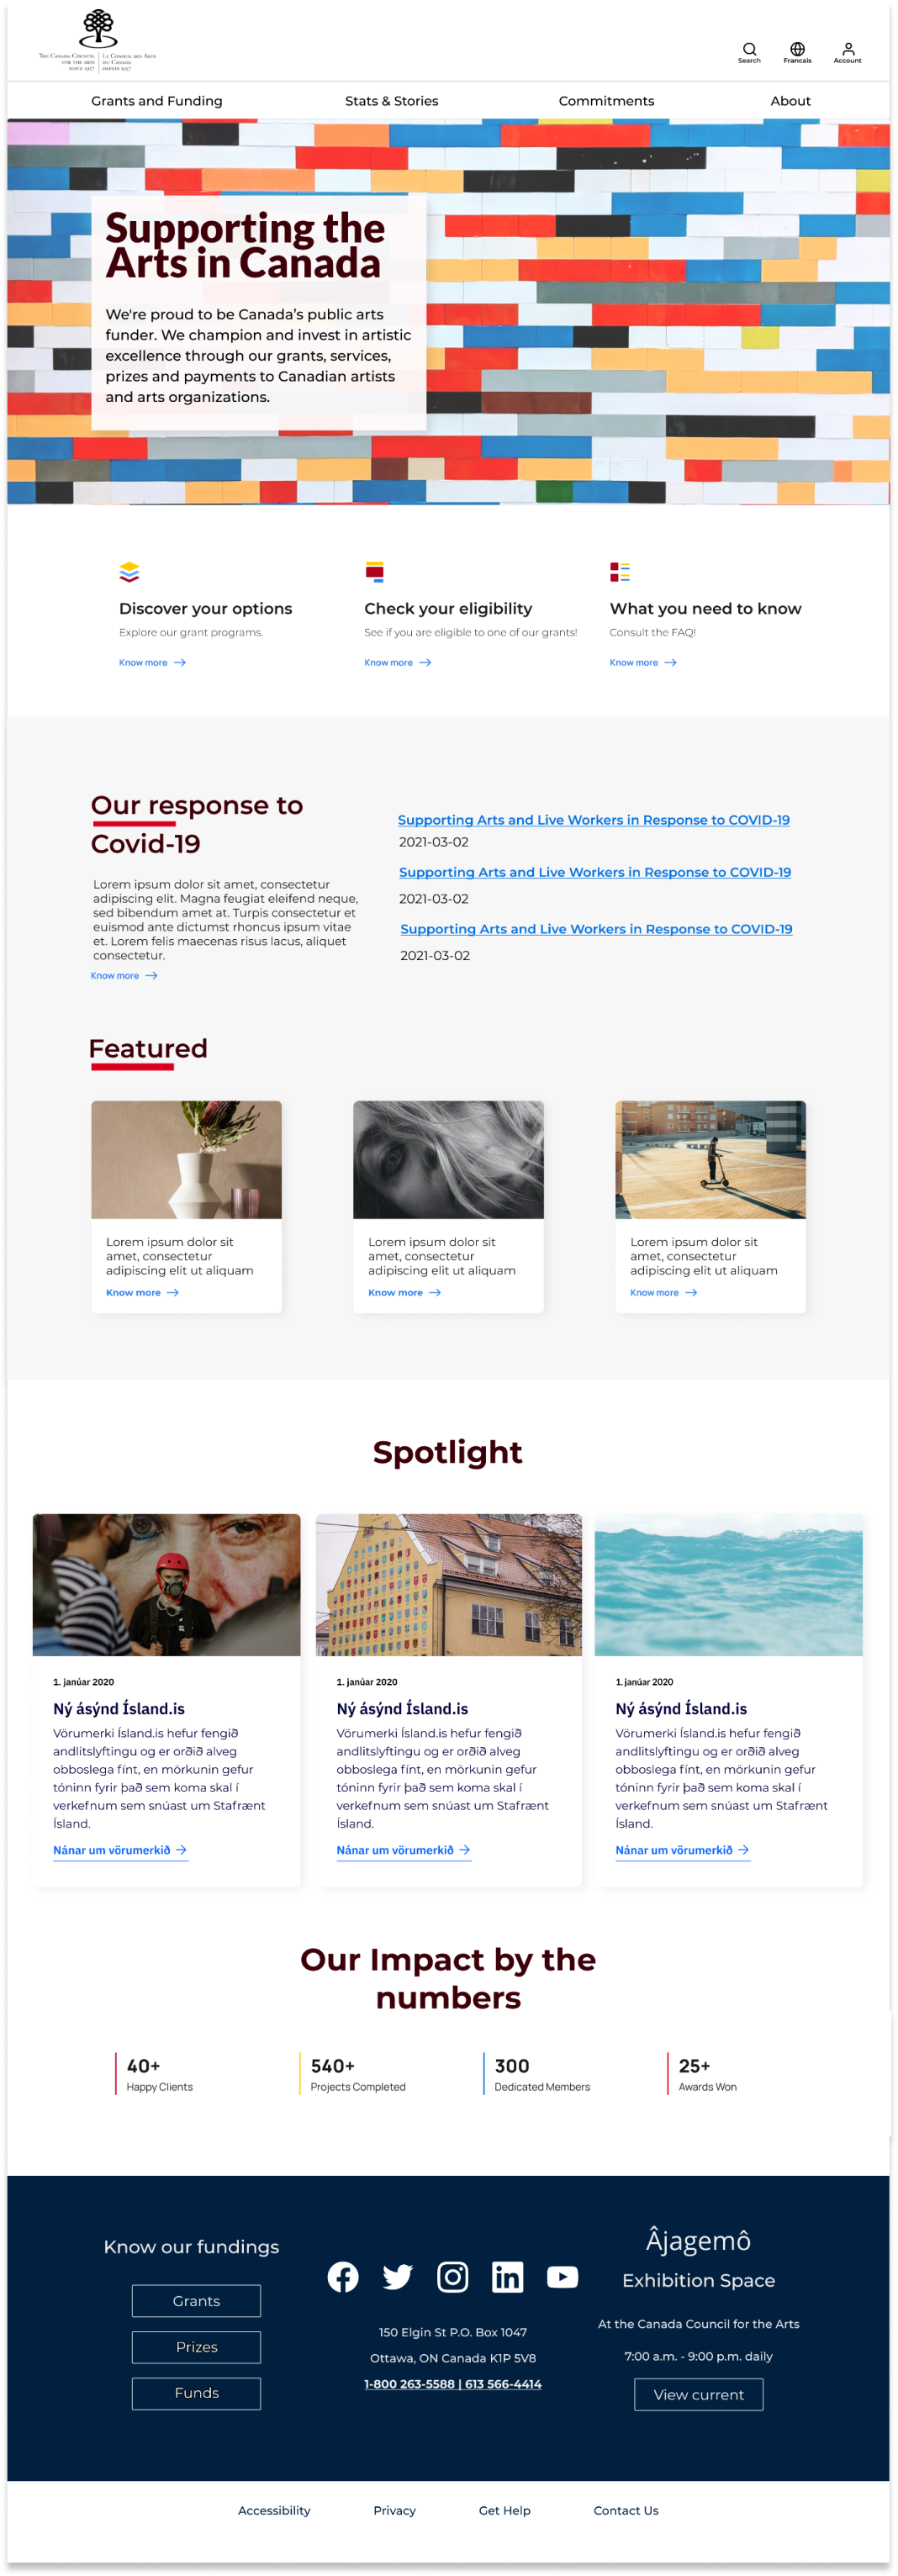 The Canada Council for the arts since 1957
Le Conseil des Arts du Canada depuis 1957
Search
Francais
Account
Grants and Funding
Stats & Stories
Commitments
About
Supporting the
Arts in Canada
We're proud to be Canada's public arts
funder. We champion and invest in artistic
excellence through our grants, services,
prizes and payments to Canadian artists
and arts organizations.
Discover your options
Explore our grant programs.
Know more
Check your eligibility
See if you are eligible to one of our grants!
Know more
What you need to know
Consult the FAQ!
Know more
Our response to
Covid-19
Lorem ipsum dolor sit amet, consectetur
adipiscing elit. Magna feugiat eleifend neque,
sed bibendum amet at. Turpis consectetur et
euismod ante dictumst rhoncus ipsum vitae
et. Lorem felis maecenas risus lacus, aliquet
consectetur.
Know more
Supporting Arts and Live Workers in Response to COVID-19
2021-03-02
Supporting Arts and Live Workers in Response to COVID-19
2021-03-02
Supporting Arts and Live Workers in Response to COVID-19
2021-03-02
Featured
Lorem ipsum dolor sit
amet, consectetur
adipiscing elit ut aliquam
Know more
Lorem ipsum dolor sit
amet, consectetur
adipiscing elit ut aliquam
Know more
Lorem ipsum dolor sit
amet, consectetur
adipiscing elit ut aliquam
Know more
Spotlight
1. janúar 2020
Ný ásýnd Ísland.is
Vörumerki Ísland.is hefur fengið
andlitslyftingu og er orðið alveg
obboslega fínt, en mörkunin gefur
tóninn fyrir það sem koma skal í
verkefnum sem snúast um Stafrænt
Ísland.
Nánar um vörumerkið
1. janúar 2020
Ný ásýnd Ísland.is
Vörumerki Ísland.is hefur fengið
andlitslyftingu og er orðið alveg
obboslega fínt, en mörkunin gefur
tóninn fyrir það sem koma skal í
verkefnum sem snúast um Stafrænt
Ísland.
Nánar um vörumerkið
1. janúar 2020
Ný ásýnd Ísland.is
Vörumerki Ísland.is hefur fengið
andlitslyftingu og er orðið alveg
obboslega fínt, en mörkunin gefur
tóninn fyrir það sem koma skal í
verkefnum sem snúast um Stafrænt
Ísland.
Nánar um vörumerkið
Our Impact by the
numbers
40+
Happy Clients
540+
Projects Completed
300
Dedicated Members
25+
Awards Won
Know our fundings
Grants
Prizes
Funds
150 Elgin St P.O. Box 1047
Ottawa, ON Canada K1P 5V8
1-800 263-5588 | 613 566-4414
Âjagemô
Exhibition Space
At the Canada Council for the Arts
7:00 a.m. - 9:00 p.m. daily
View current
Accessibility
Privacy
Get Help
Contact Us